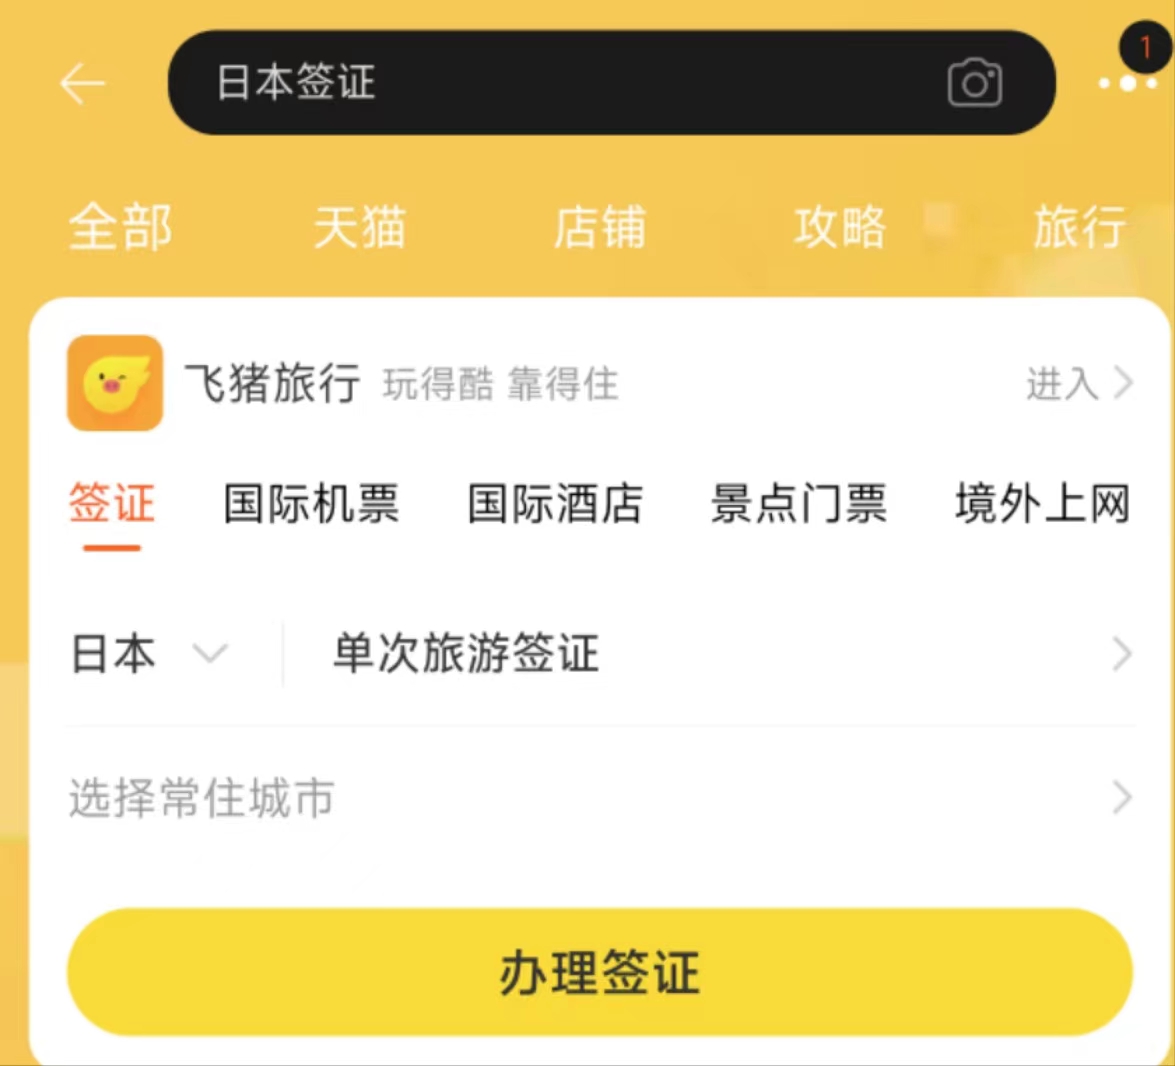 日本签证
1
全部 天猫 店铺 攻略 旅行
飞猪旅行 玩得酷 靠得住 进入
签证 国际机票 国际酒店 景点门票 境外上网
日本 单次旅游签证
选择常住城市
办理签证